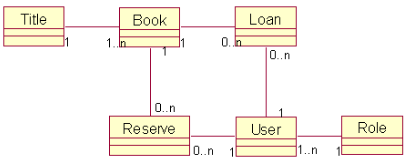 Title Book Loan
1 1..n 1 0..n
1 0..n
0..n 1
Reserve User Role
0..n 1 1..n 1